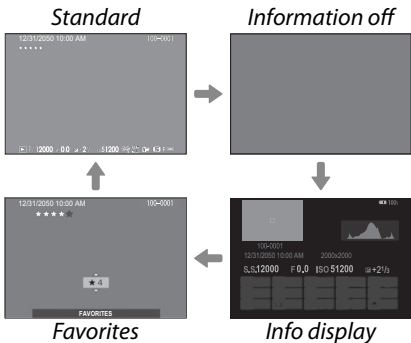 Standard
Information off
12/31/2050 10:00 AM 100-0001
12000 0.0 2 51200
12/31/2050 10:00 AM 100-0001
★ 4
FAVORITES
100%
100-0001
12/31/2050 10:00 AM 2000x2000
S.S.12000 F 0.0 ISO 51200 +2 1/3
Favorites
Info display